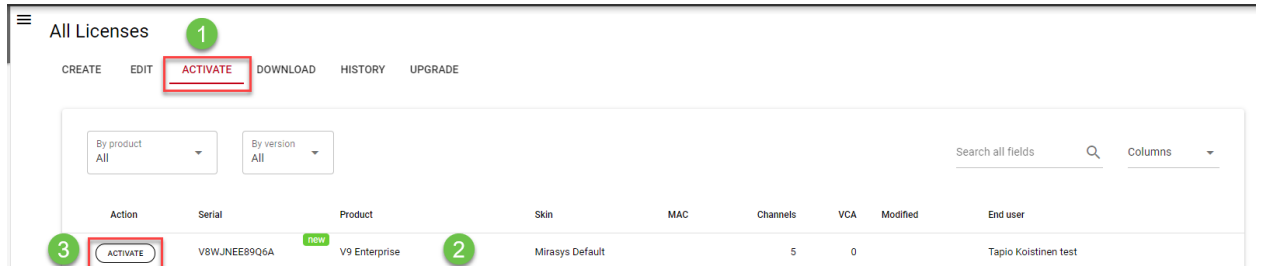 All Licenses
1
CREATE EDIT ACTIVATE DOWNLOAD HISTORY UPGRADE
By product
All
By version
All
Search all fields
Columns
Action Serial Product Skin MAC Channels VCA Modified End user
3 ACTIVATE V8WJNEE89Q6A new V9 Enterprise 2 Mirasys Default 5 0 Tapio Koistinen test